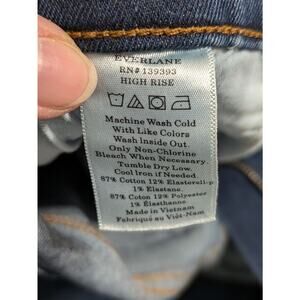 EVERLANE
RN# 139393
HIGH RISE
Machine Wash Cold
With Like Colors
Wash Inside Out.
Only Non-Chlorine
Bleach When Necessary.
Tumble Dry Low.
Cool Iron if Needed.
87% Cotton 12% Elasterell-p
1% Elastane.
87% Coton 12% Polyester
1% Élasthanne.
Made in Vietnam
Fabriqué au Viêt-Nam